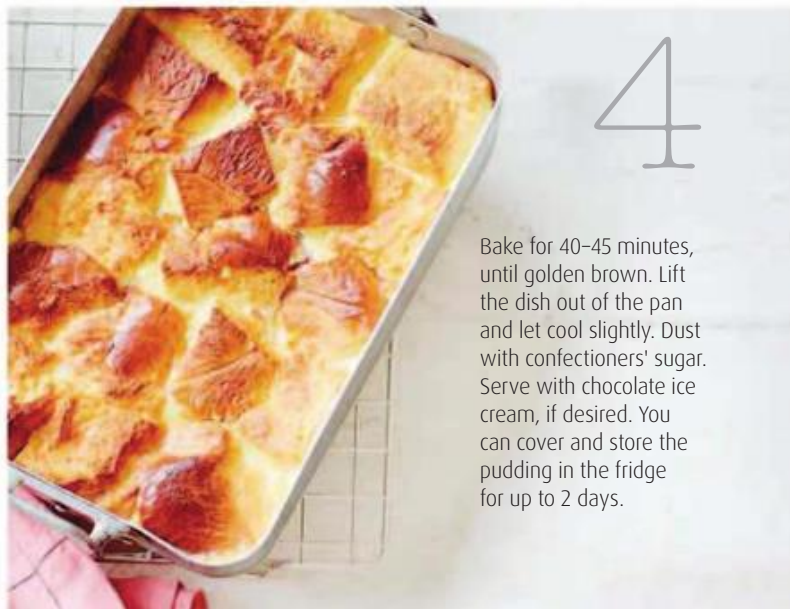 4
Bake for 40–45 minutes,
until golden brown. Lift
the dish out of the pan
and let cool slightly. Dust
with confectioners' sugar.
Serve with chocolate ice
cream, if desired. You
can cover and store the
pudding in the fridge
for up to 2 days.